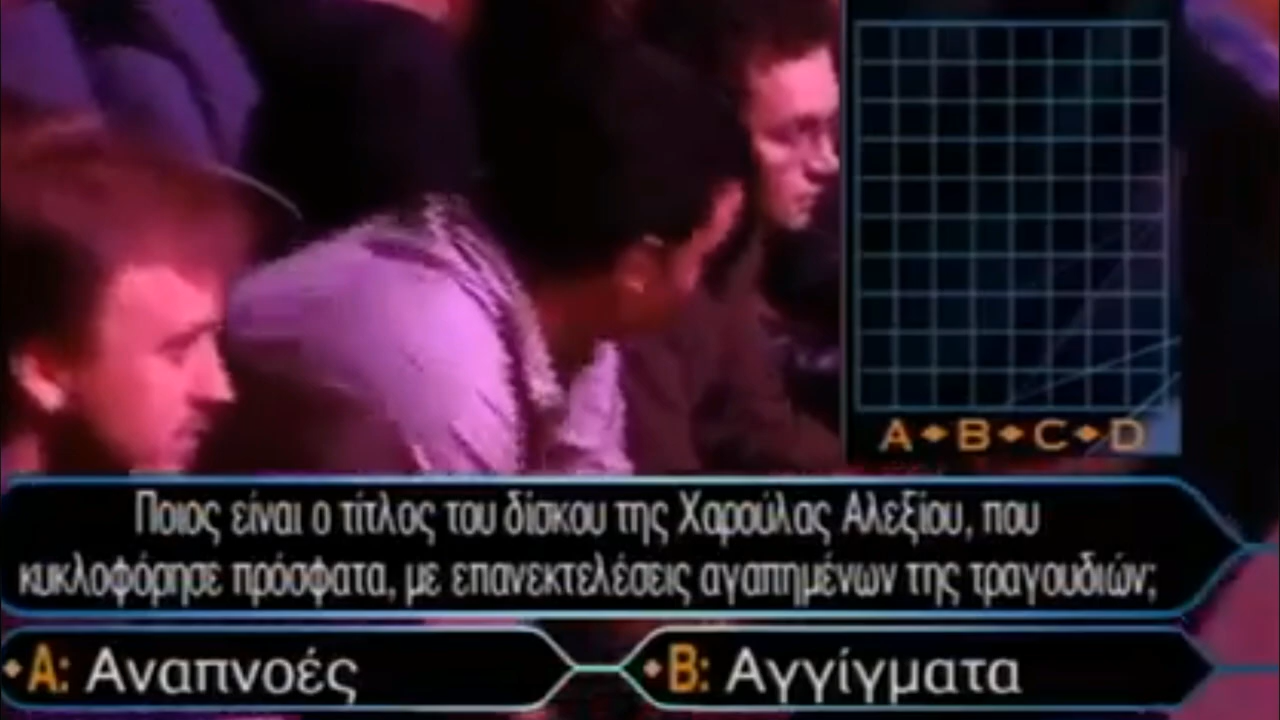 A◆B◆C◆D
Ποιος είναι ο τίτλος του δίσκου της Χαρούλας Αλεξίου, που
κυκλοφόρησε πρόσφατα, με επανεκτελέσεις αγαπημένων της τραγουδιών;
◆A: Αναπνοές
◆B: Αγγίγματα